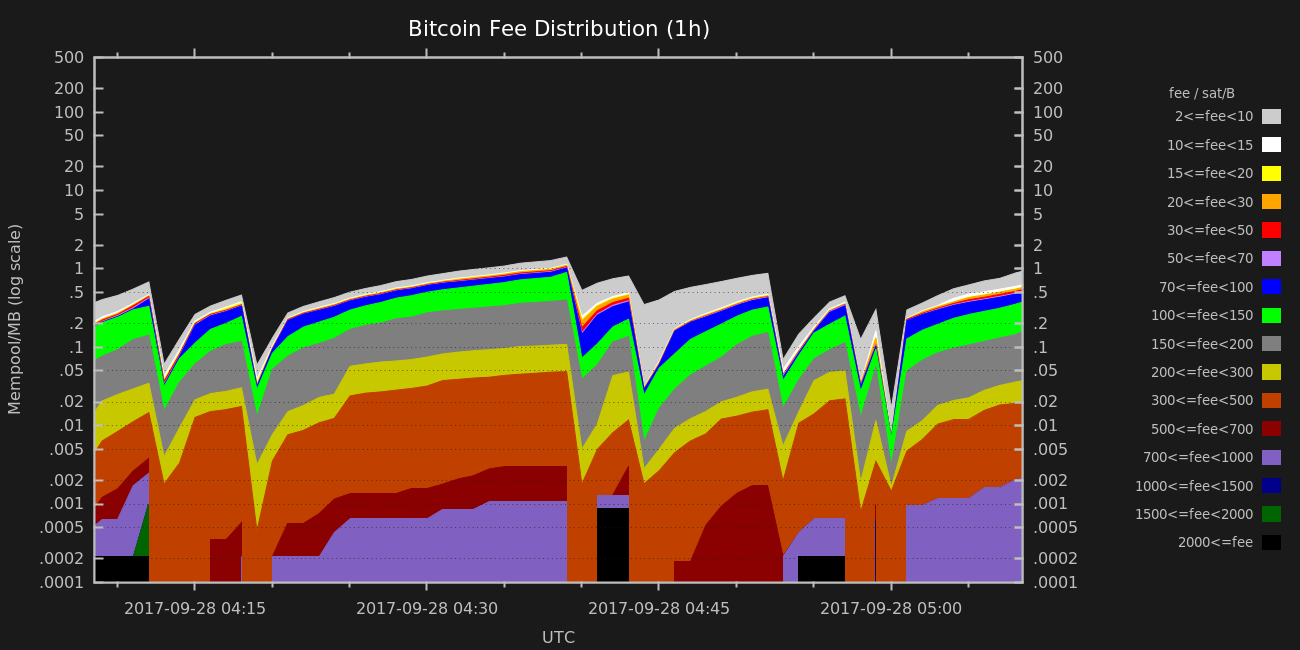 Bitcoin Fee Distribution (1h)
500
200
100
50
20
10
5
2
1
.5
.2
.1
.05
.02
.01
.005
.002
.001
.0005
.0002
.0001
Mempool/MB (log scale)
500
200
100
50
20
10
5
2
1
.5
.2
.1
.05
.02
.01
.005
.002
.001
.0005
.0002
.0001
2017-09-28 04:15
2017-09-28 04:30
2017-09-28 04:45
2017-09-28 05:00
UTC
fee / sat/B
2<=fee<10
10<=fee<15
15<=fee<20
20<=fee<30
30<=fee<50
50<=fee<70
70<=fee<100
100<=fee<150
150<=fee<200
200<=fee<300
300<=fee<500
500<=fee<700
700<=fee<1000
1000<=fee<1500
1500<=fee<2000
2000<=fee